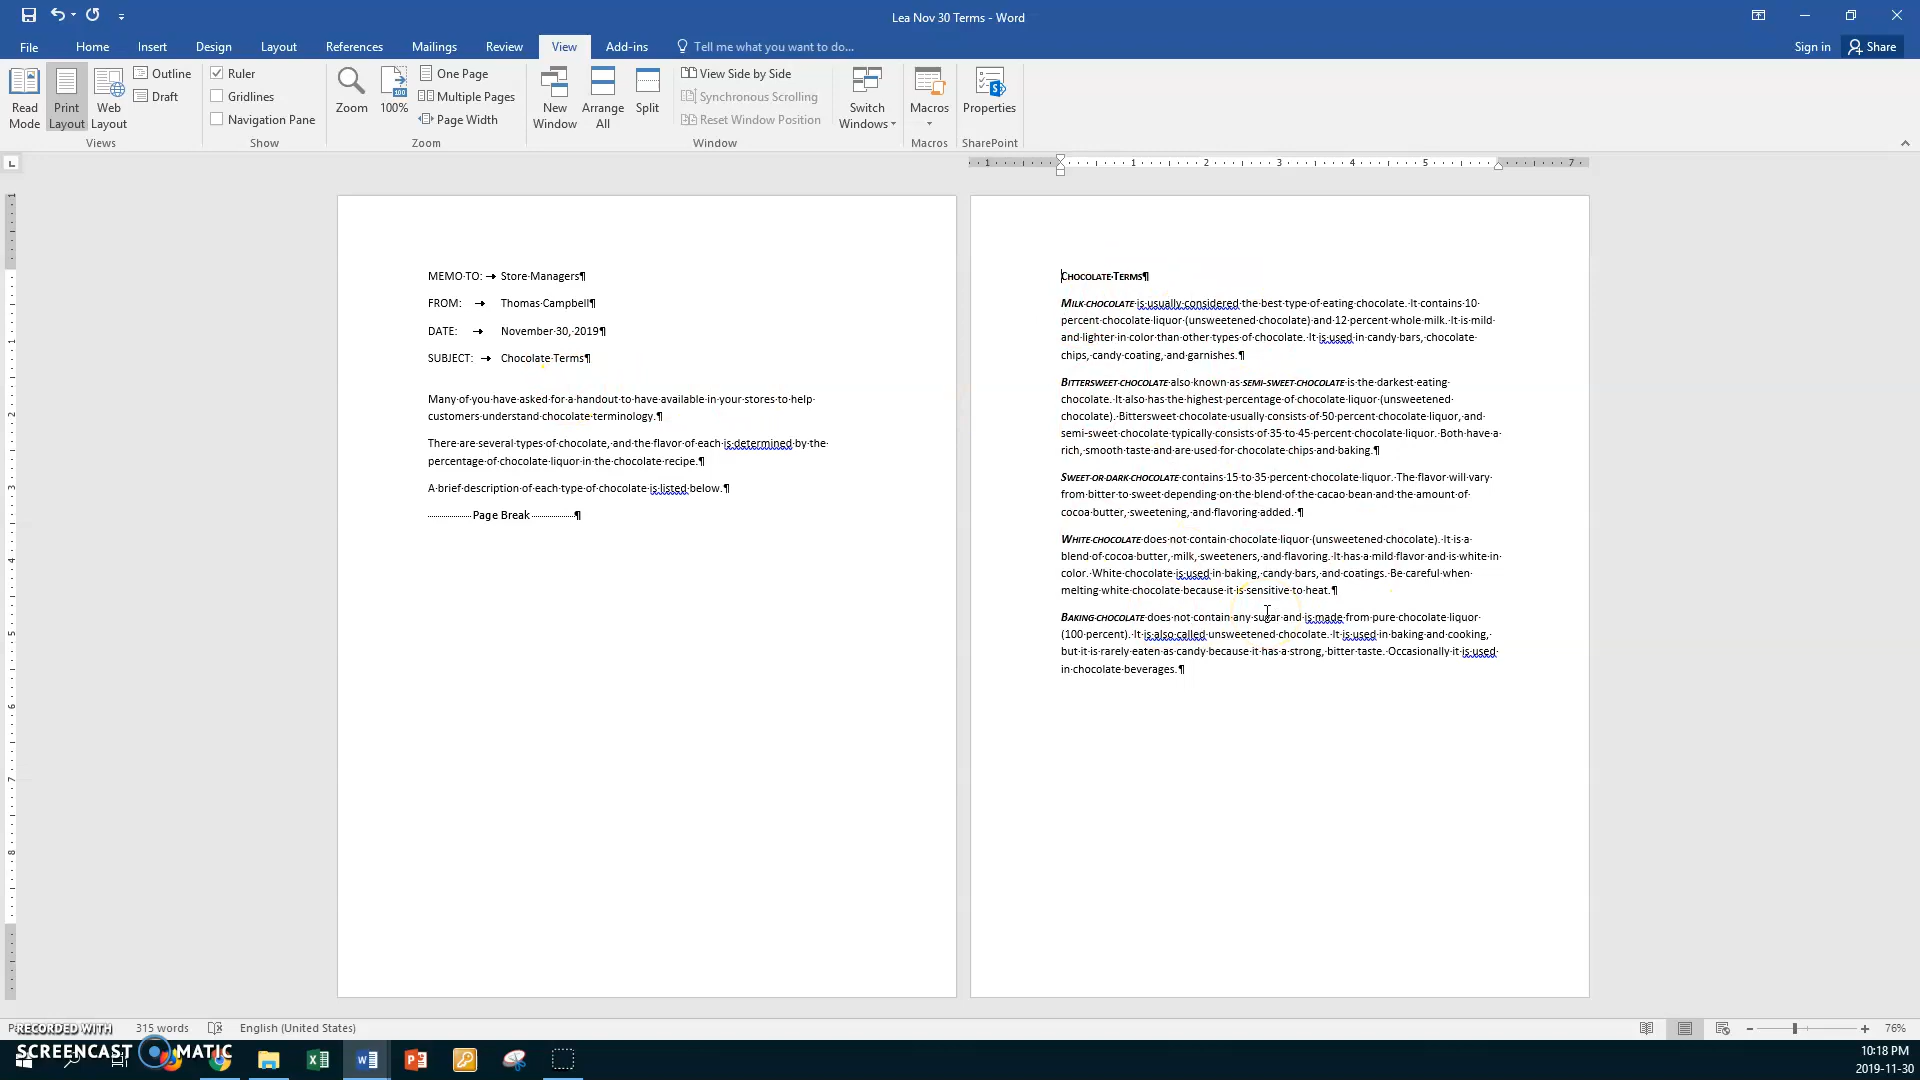 Lea Nov 30 Terms - Word
File Home Insert Design Layout References Mailings Review View Add-ins Tell me what you want to do... Sign in Share
Read Mode
Print Layout
Web Layout
Outline
Draft
Views
Ruler
Gridlines
Navigation Pane
Show
Zoom
100
100%
One Page
Multiple Pages
Page Width
Zoom
New Window
Arrange All
Split
View Side by Side
Synchronous Scrolling
Reset Window Position
Window
Switch Windows
Macros
Macros
Properties
SharePoint
1 1 2 3 4 5 7
1
1
2
3
4
5
6
7
8
MEMO·TO: → Store·Managers¶
FROM: → Thomas·Campbell¶
DATE: → November·30,·2019¶
SUBJECT: → Chocolate·Terms¶
Many·of·you·have·asked·for·a·handout·to·have·available·in·your·stores·to·help·
customers·understand·chocolate·terminology.¶
There·are·several·types·of·chocolate,·and·the·flavor·of·each·is·determined·by·the·
percentage·of·chocolate·liquor·in·the·chocolate·recipe.¶
A·brief·description·of·each·type·of·chocolate·is·listed·below.¶
Page Break ¶
CHOCOLATE·TERMS¶
MILK·CHOCOLATE·is·usually·considered·the·best·type·of·eating·chocolate.·It·contains·10·
percent·chocolate·liquor·(unsweetened·chocolate)·and·12·percent·whole·milk.·It·is·mild·
and·lighter·in·color·than·other·types·of·chocolate.·It·is·used·in·candy·bars,·chocolate·
chips,·candy·coating,·and·garnishes.¶
BITTERSWEET·CHOCOLATE·also·known·as·SEMI-SWEET·CHOCOLATE·is·the·darkest·eating·
chocolate.·It·also·has·the·highest·percentage·of·chocolate·liquor·(unsweetened·
chocolate).·Bittersweet·chocolate·usually·consists·of·50·percent·chocolate·liquor,·and·
semi-sweet·chocolate·typically·consists·of·35·to·45·percent·chocolate·liquor.·Both·have·a·
rich,·smooth·taste·and·are·used·for·chocolate·chips·and·baking.¶
SWEET·OR·DARK·CHOCOLATE·contains·15·to·35·percent·chocolate·liquor.·The·flavor·will·vary·
from·bitter·to·sweet·depending·on·the·blend·of·the·cacao·bean·and·the·amount·of·
cocoa·butter,·sweetening,·and·flavoring·added.·¶
WHITE·CHOCOLATE·does·not·contain·chocolate·liquor·(unsweetened·chocolate).·It·is·a·
blend·of·cocoa·butter,·milk,·sweeteners,·and·flavoring.·It·has·a·mild·flavor·and·is·white·in·
color.·White·chocolate·is·used·in·baking,·candy·bars,·and·coatings.·Be·careful·when·
melting·white·chocolate·because·it·is·sensitive·to·heat.¶
BAKING·CHOCOLATE·does·not·contain·any·sugar·and·is·made·from·pure·chocolate·liquor·
(100·percent).·It·is·also·called·unsweetened·chocolate.·It·is·used·in·baking·and·cooking,·
but·it·is·rarely·eaten·as·candy·because·it·has·a·strong,·bitter·taste.·Occasionally·it·is·used·
in·chocolate·beverages.¶
315 words English (United States) 76%
RECORDED WITH
SCREENCAST MATIC
10:18 PM
2019-11-30